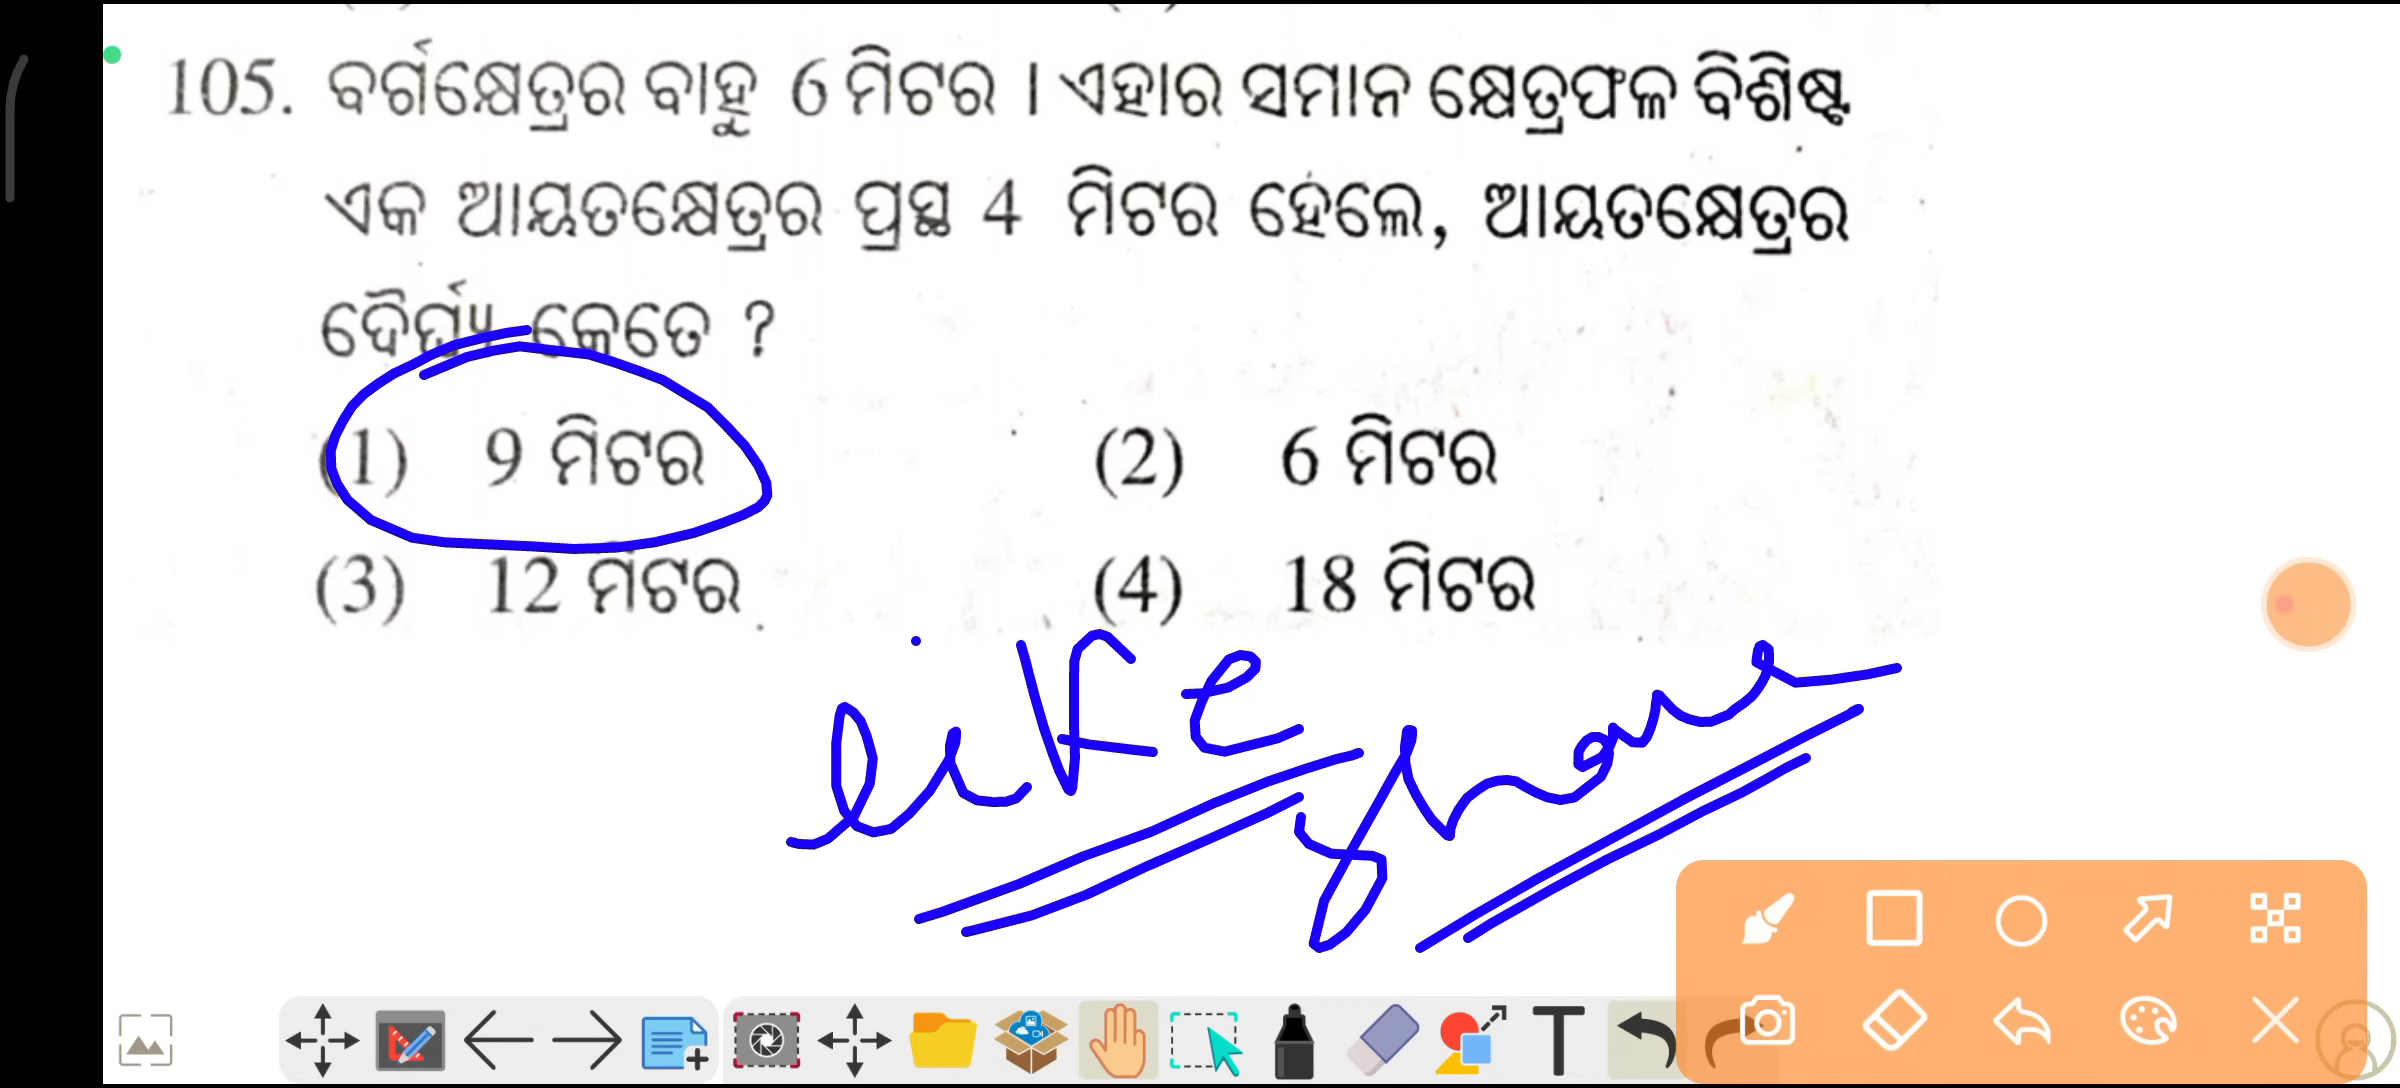 105. ବର୍ଗକ୍ଷେତ୍ରର ବାହୁ 6 ମିଟର । ଏହାର ସମାନ କ୍ଷେତ୍ରଫଳ ବିଶିଷ୍ଟ
ଏକ ଆୟତକ୍ଷେତ୍ରର ପ୍ରସ୍ଥ 4 ମିଟର ହେଲେ, ଆୟତକ୍ଷେତ୍ରର
ଦୈର୍ଘ୍ୟ କେତେ ?
(1) 9 ମିଟର (2) 6 ମିଟର
(3) 12 ମିଟର (4) 18 ମିଟର
like share
T